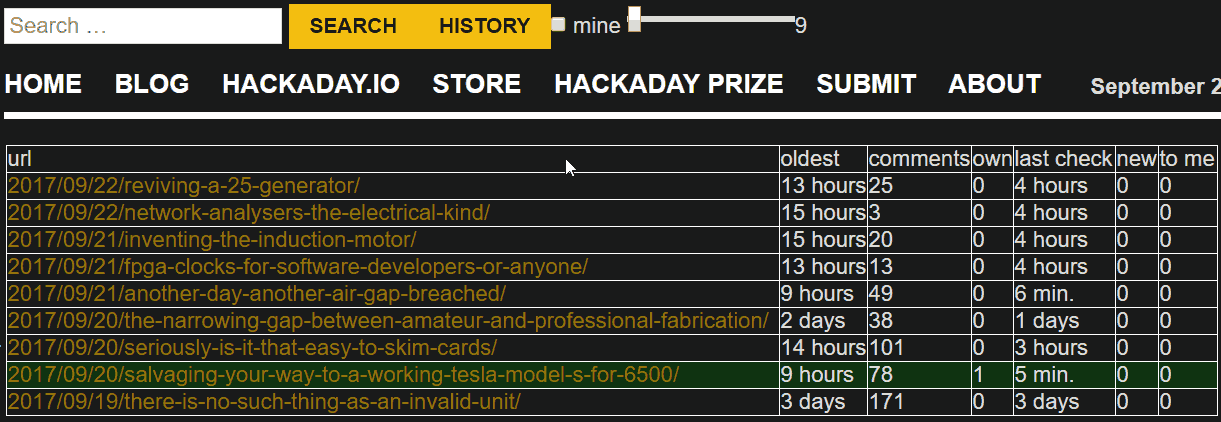 Search … SEARCH HISTORY mine 9
HOME BLOG HACKADAY.IO STORE HACKADAY PRIZE SUBMIT ABOUT September 2
url oldest comments own last check new to me
2017/09/22/reviving-a-25-generator/ 13 hours 25 0 4 hours 0 0
2017/09/22/network-analysers-the-electrical-kind/ 15 hours 3 0 4 hours 0 0
2017/09/21/inventing-the-induction-motor/ 15 hours 20 0 4 hours 0 0
2017/09/21/fpga-clocks-for-software-developers-or-anyone/ 13 hours 13 0 4 hours 0 0
2017/09/21/another-day-another-air-gap-breached/ 9 hours 49 0 6 min. 0 0
2017/09/20/the-narrowing-gap-between-amateur-and-professional-fabrication/ 2 days 38 0 1 days 0 0
2017/09/20/seriously-is-it-that-easy-to-skim-cards/ 14 hours 101 0 3 hours 0 0
2017/09/20/salvaging-your-way-to-a-working-tesla-model-s-for-6500/ 9 hours 78 1 5 min. 0 0
2017/09/19/there-is-no-such-thing-as-an-invalid-unit/ 3 days 171 0 3 days 0 0